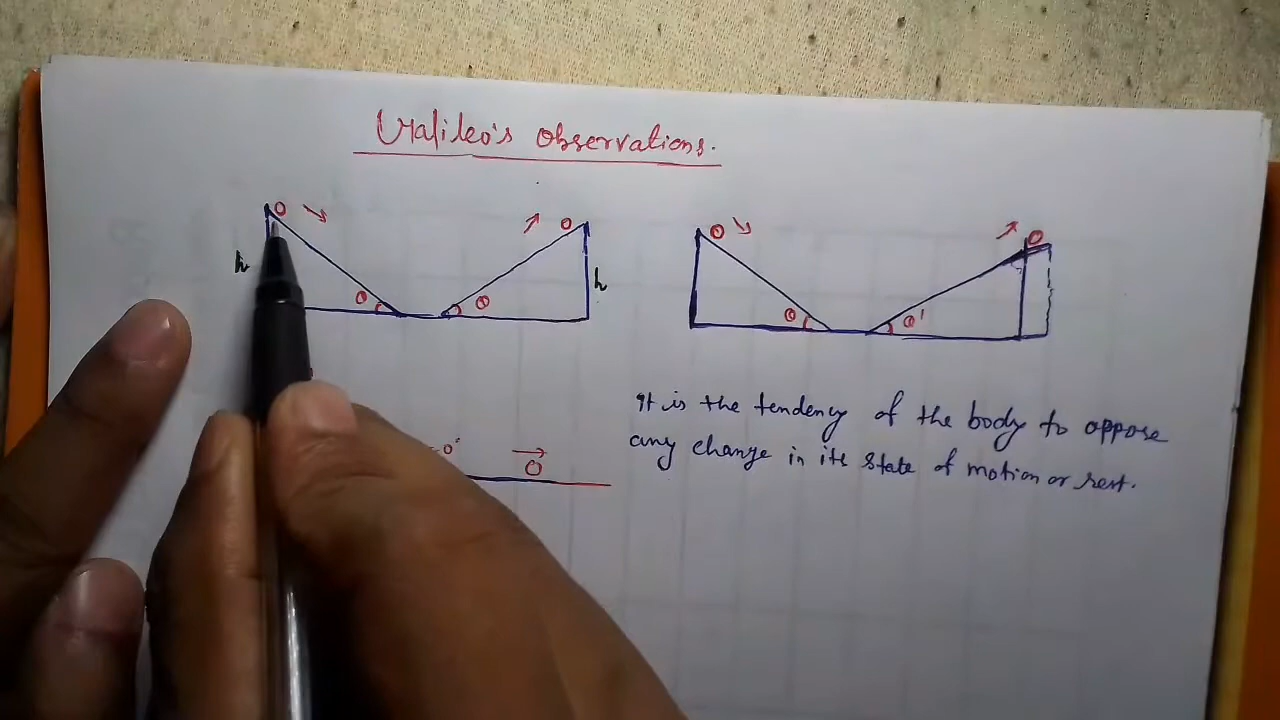 Galileo's observations.
h
θ
θ
h
θ
θ'
It is the tendency of the body to oppose
any change in its state of motion or rest.